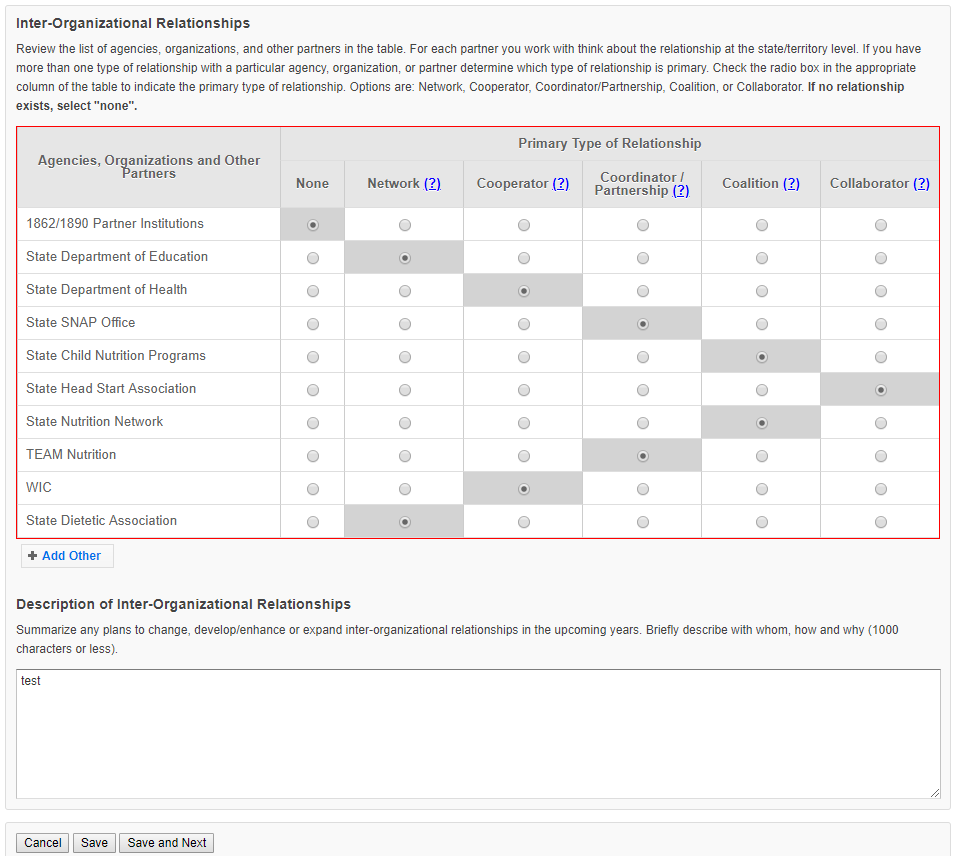 Inter-Organizational Relationships
Review the list of agencies, organizations, and other partners in the table. For each partner you work with think about the relationship at the state/territory level. If you have
more than one type of relationship with a particular agency, organization, or partner determine which type of relationship is primary. Check the radio box in the appropriate
column of the table to indicate the primary type of relationship. Options are: Network, Cooperator, Coordinator/Partnership, Coalition, or Collaborator. If no relationship
exists, select "none".
Agencies, Organizations and Other
Partners
Primary Type of Relationship
None
Network (?)
Cooperator (?)
Coordinator /
Partnership (?)
Coalition (?)
Collaborator (?)
1862/1890 Partner Institutions
State Department of Education
State Department of Health
State SNAP Office
State Child Nutrition Programs
State Head Start Association
State Nutrition Network
TEAM Nutrition
WIC
State Dietetic Association
+ Add Other
Description of Inter-Organizational Relationships
Summarize any plans to change, develop/enhance or expand inter-organizational relationships in the upcoming years. Briefly describe with whom, how and why (1000
characters or less).
test
Cancel
Save
Save and Next